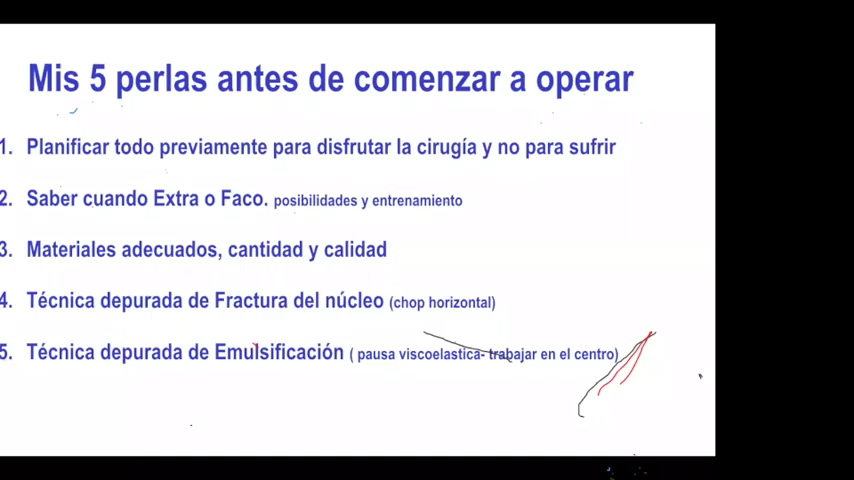 Mis 5 perlas antes de comenzar a operar
1. Planificar todo previamente para disfrutar la cirugía y no para sufrir
2. Saber cuando Extra o Faco. posibilidades y entrenamiento
3. Materiales adecuados, cantidad y calidad
4. Técnica depurada de Fractura del núcleo (chop horizontal)
5. Técnica depurada de Emulsificación ( pausa viscoelastica- trabajar en el centro)